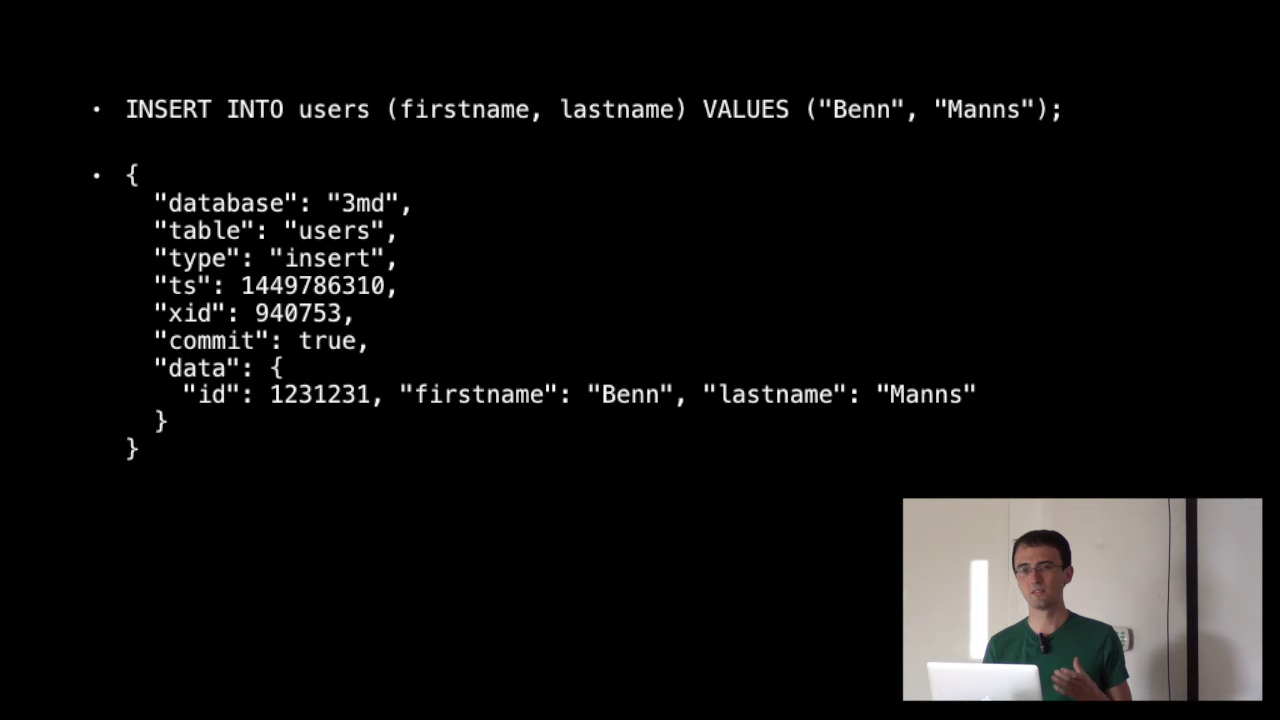 • INSERT INTO users (firstname, lastname) VALUES ("Benn", "Manns");
• {
"database": "3md",
"table": "users",
"type": "insert",
"ts": 1449786310,
"xid": 940753,
"commit": true,
"data": {
"id": 1231231, "firstname": "Benn", "lastname": "Manns"
}
}